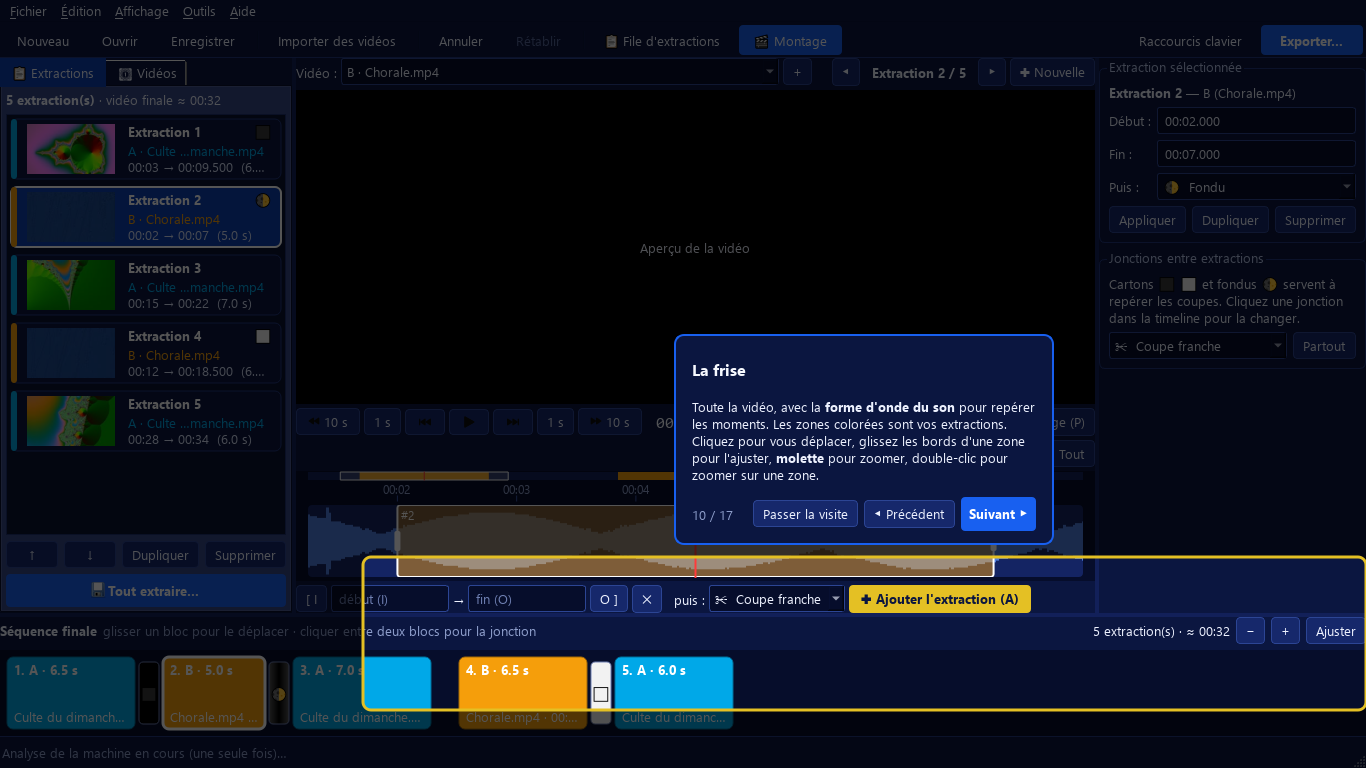 Fichier Édition Affichage Outils Aide
Nouveau Ouvrir Enregistrer Importer des vidéos Annuler Rétablir File d'extractions Montage Raccourcis clavier Exporter...
Extractions Vidéos
5 extraction(s) · vidéo finale ≈ 00:32
Extraction 1
A · Culte ...manche.mp4
00:03 → 00:09.500 (6....
Extraction 2
B · Chorale.mp4
00:02 → 00:07 (5.0 s)
Extraction 3
A · Culte ...manche.mp4
00:15 → 00:22 (7.0 s)
Extraction 4
B · Chorale.mp4
00:12 → 00:18.500 (6....
Extraction 5
A · Culte ...manche.mp4
00:28 → 00:34 (6.0 s)
↑ ↓ Dupliquer Supprimer
Tout extraire...
Vidéo : B · Chorale.mp4 + ◂ Extraction 2 / 5 ▸ ✚ Nouvelle
Aperçu de la vidéo
10 s 1 s 1 s 10 s 00 ge (P)
Tout
00:02 00:03 00:04
#2
[ I début (I) → fin (O) O ] ✕ puis : Coupe franche ✚ Ajouter l'extraction (A)
Extraction sélectionnée
Extraction 2 — B (Chorale.mp4)
Début : 00:02.000
Fin : 00:07.000
Puis : Fondu
Appliquer Dupliquer Supprimer
Jonctions entre extractions
Cartons et fondus servent à
repérer les coupes. Cliquez une jonction
dans la timeline pour la changer.
Coupe franche Partout
La frise
Toute la vidéo, avec la forme d'onde du son pour repérer
les moments. Les zones colorées sont vos extractions.
Cliquez pour vous déplacer, glissez les bords d'une zone
pour l'ajuster, molette pour zoomer, double-clic pour
zoomer sur une zone.
10 / 17 Passer la visite ◂ Précédent Suivant ▸
Séquence finale glisser un bloc pour le déplacer · cliquer entre deux blocs pour la jonction 5 extraction(s) · ≈ 00:32 − + Ajuster
1. A · 6.5 s 2. B · 5.0 s 3. A · 7.0 s 4. B · 6.5 s 5. A · 6.0 s
Culte du dimanch... Chorale.mp4 ... Culte du dimanche.... Chorale.mp4 · 00:... Culte du dimanc...
Analyse de la machine en cours (une seule fois)...